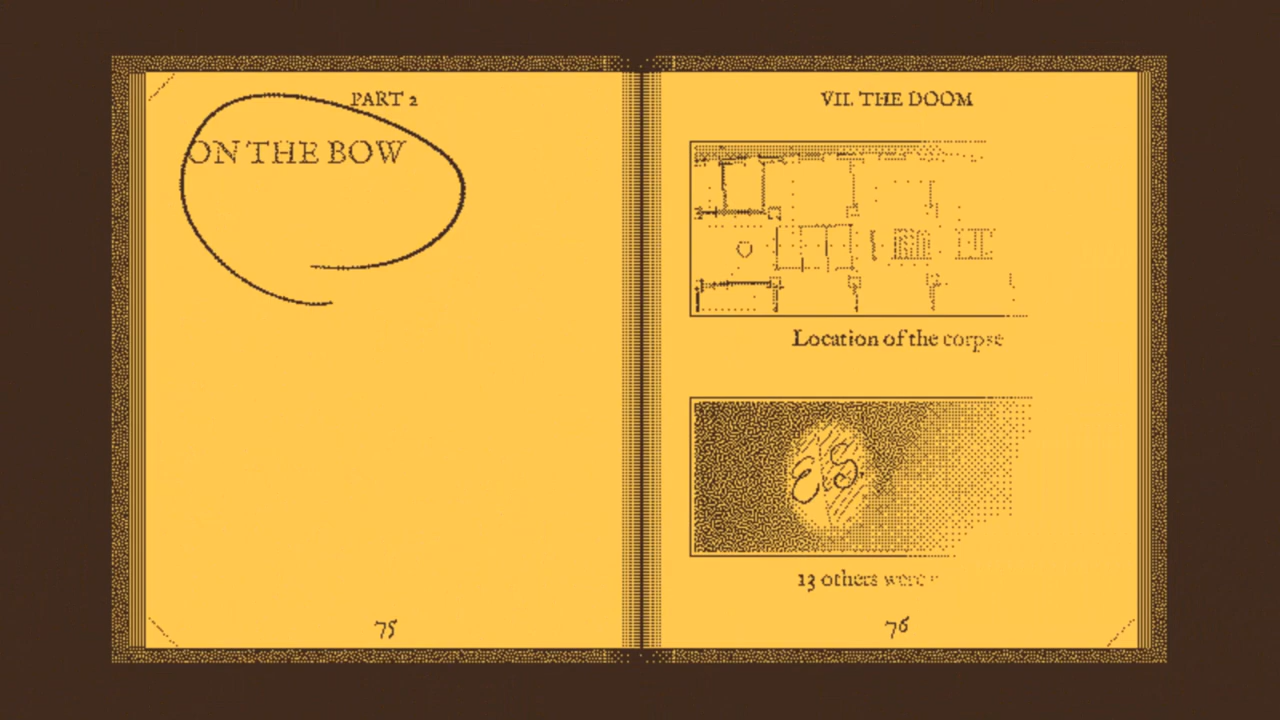 PART 2
ON THE BOW
75
VII. THE DOOM
Location of the corpse
E.S.
13 others were
76